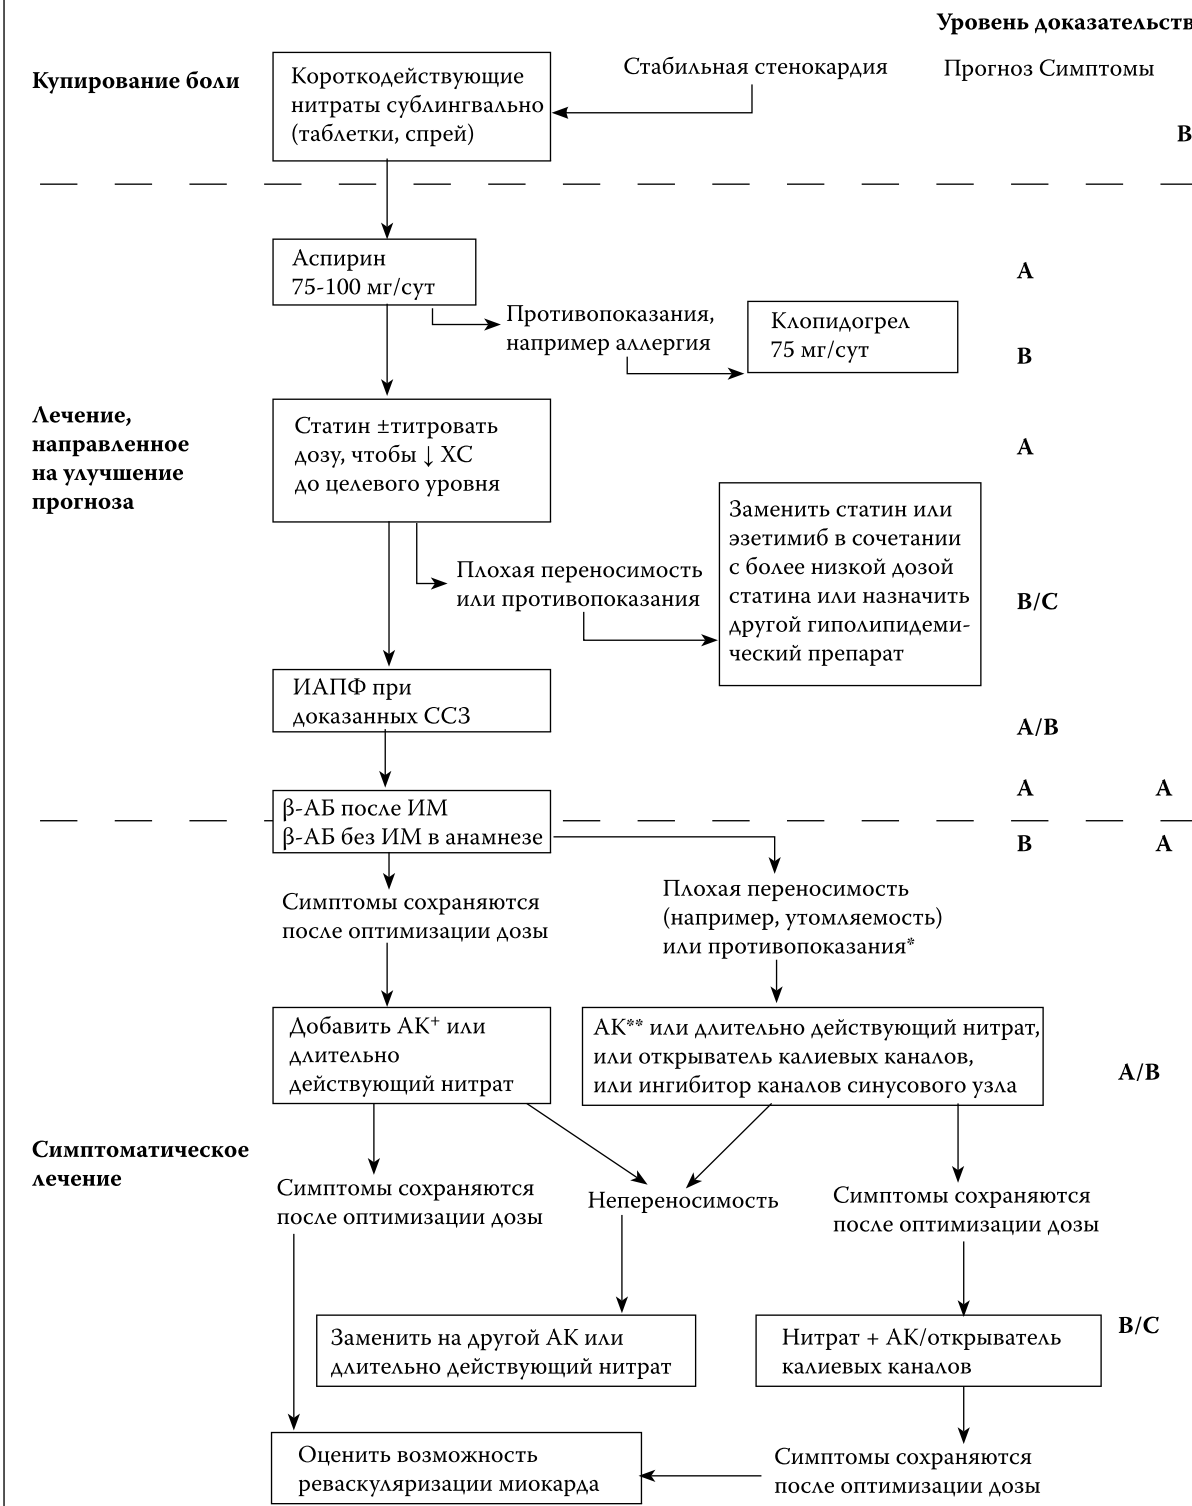 Уровень доказательств
Купирование боли
Короткодействующие
нитраты сублингвально
(таблетки, спрей)
Стабильная стенокардия
Прогноз Симптомы
B
Аспирин
75-100 мг/сут
A
Противопоказания,
например аллергия
Клопидогрел
75 мг/сут
B
Лечение,
направленное
на улучшение
прогноза
Статин ±титровать
дозу, чтобы ↓ ХС
до целевого уровня
A
Плохая переносимость
или противопоказания
Заменить статин или
эзетимиб в сочетании
с более низкой дозой
статина или назначить
другой гиполипидеми-
ческий препарат
B/C
ИАПФ при
доказанных ССЗ
A/B
β-АБ после ИМ
A A
β-АБ без ИМ в анамнезе
B A
Симптомы сохраняются
после оптимизации дозы
Плохая переносимость
(например, утомляемость)
или противопоказания*
Добавить АК+ или
длительно
действующий нитрат
АК** или длительно действующий нитрат,
или открыватель калиевых каналов,
или ингибитор каналов синусового узла
A/B
Симптоматическое
лечение
Симптомы сохраняются
после оптимизации дозы
Непереносимость
Симптомы сохраняются
после оптимизации дозы
Заменить на другой АК или
длительно действующий нитрат
Нитрат + АК/открыватель
калиевых каналов
B/C
Оценить возможность
реваскуляризации миокарда
Симптомы сохраняются
после оптимизации дозы